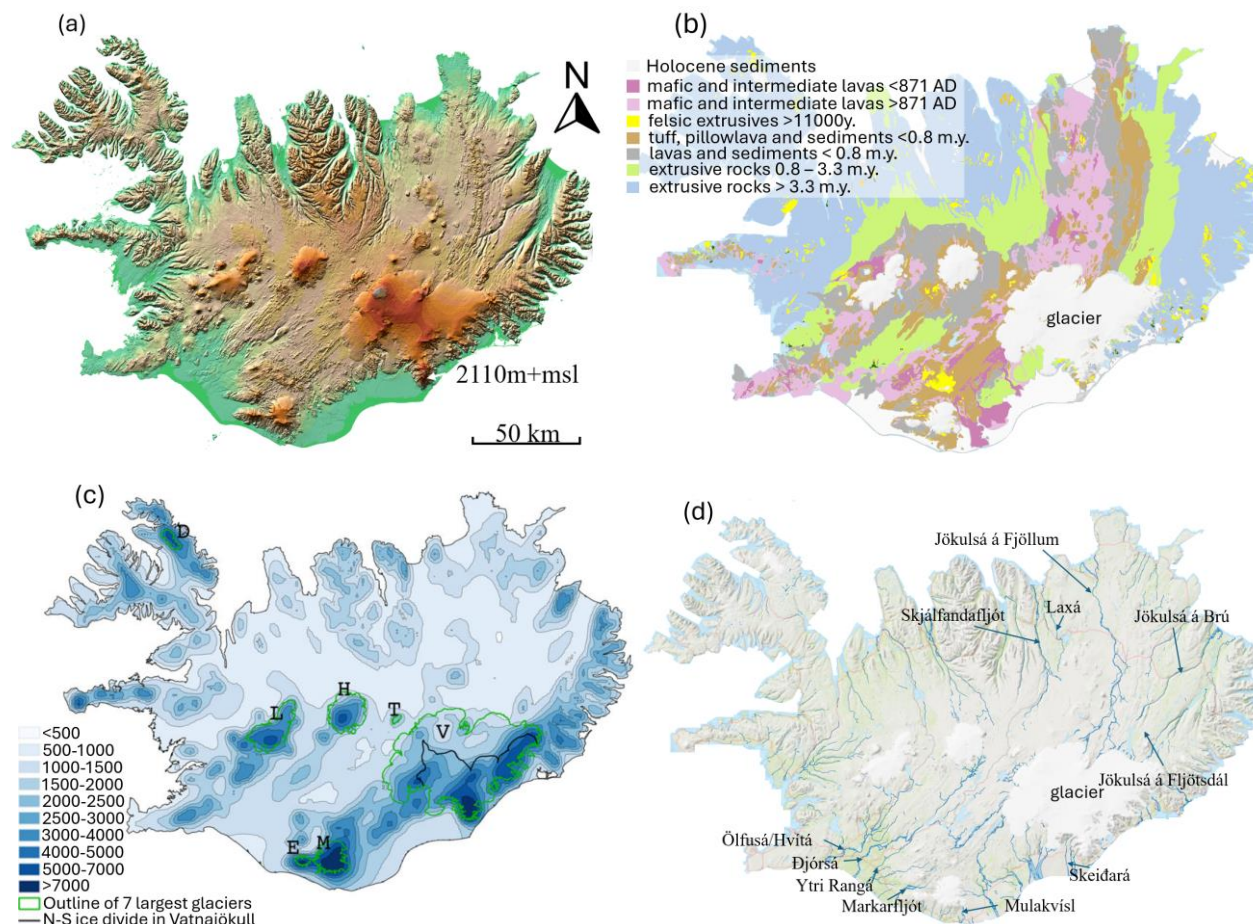 (a)
N
2110m+msl
50 km
(b)
Holocene sediments
mafic and intermediate lavas <871 AD
mafic and intermediate lavas >871 AD
felsic extrusives >11000y.
tuff, pillowlava and sediments <0.8 m.y.
lavas and sediments < 0.8 m.y.
extrusive rocks 0.8 – 3.3 m.y.
extrusive rocks > 3.3 m.y.
glacier
(c)
D
L
H
T
V
E
M
<500
500-1000
1000-1500
1500-2000
2000-2500
2500-3000
3000-4000
4000-5000
5000-7000
>7000
Outline of 7 largest glaciers
N-S ice divide in Vatnajökull
(d)
Jökulsá á Fjöllum
Skjálfandafljót
Laxá
Jökulsá á Brú
Jökulsá á Fljötsdál
glacier
Ölfusá/Hvítá
Đjórsá
Ytri Rangá
Markarfljót
Mulakvísl
Skeiđará